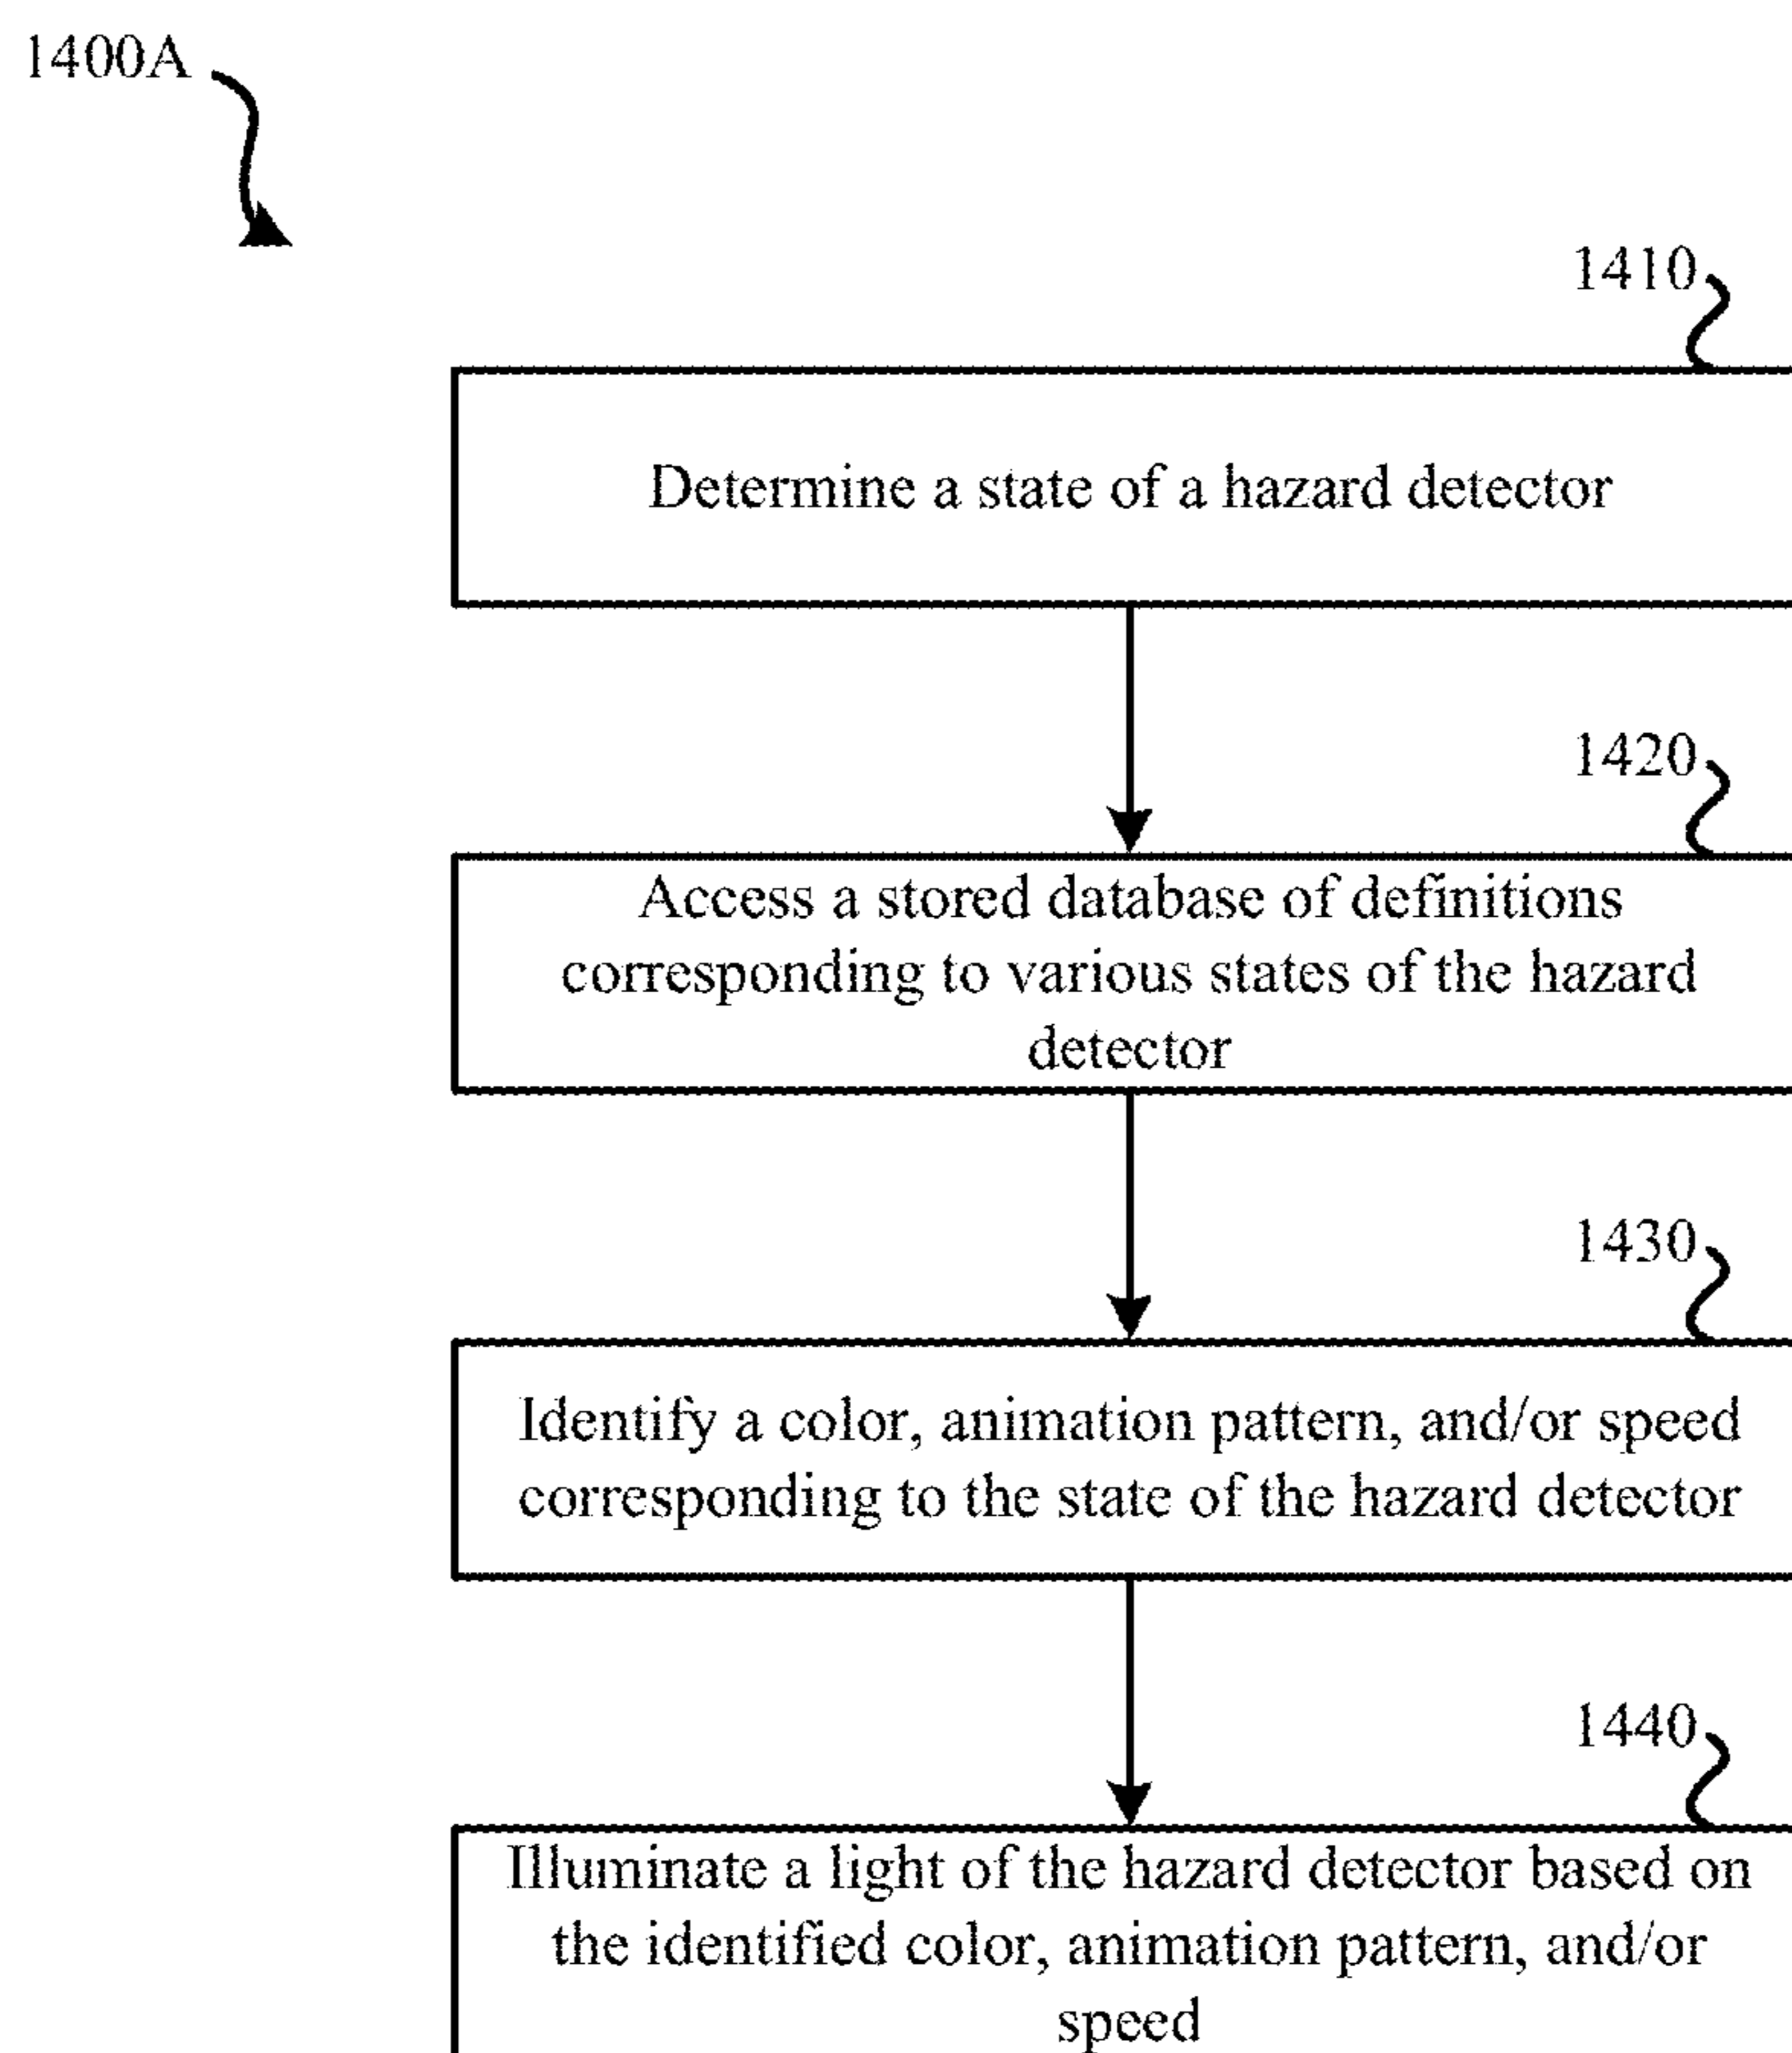 1400A
1410
Determine a state of a hazard detector
1420
Access a stored database of definitions
corresponding to various states of the hazard
detector
1430
Identify a color, animation pattern, and/or speed
corresponding to the state of the hazard detector
1440
Illuminate a light of the hazard detector based on
the identified color, animation pattern, and/or
speed